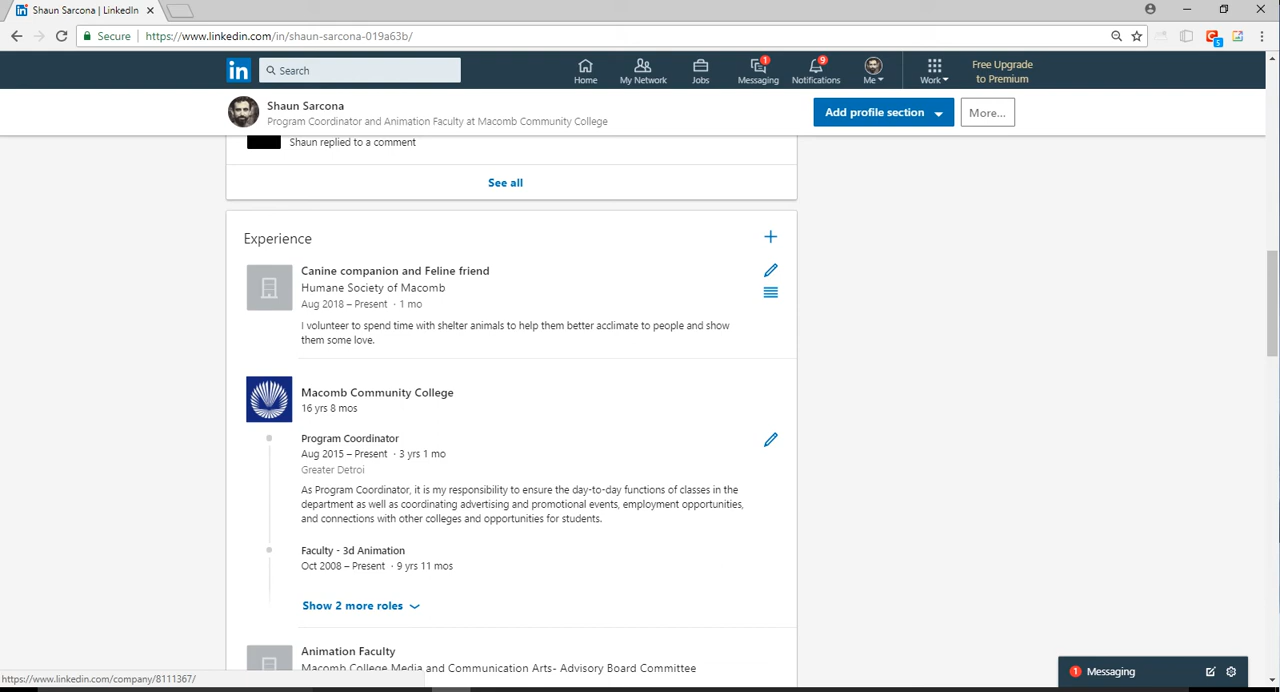 Shaun Sarcona | LinkedIn
Secure https://www.linkedin.com/in/shaun-sarcona-019a63b/
5
in Search
Home
My Network
Jobs
1
Messaging
9
Notifications
Me
Work
Free Upgrade
to Premium
Shaun Sarcona
Program Coordinator and Animation Faculty at Macomb Community College
Add profile section
More...
Shaun replied to a comment
See all
Experience
Canine companion and Feline friend
Humane Society of Macomb
Aug 2018 – Present · 1 mo
I volunteer to spend time with shelter animals to help them better acclimate to people and show
them some love.
Macomb Community College
16 yrs 8 mos
Program Coordinator
Aug 2015 – Present · 3 yrs 1 mo
Greater Detroi
As Program Coordinator, it is my responsibility to ensure the day-to-day functions of classes in the
department as well as coordinating advertising and promotional events, employment opportunities,
and connections with other colleges and opportunities for students.
Faculty - 3d Animation
Oct 2008 – Present · 9 yrs 11 mos
Show 2 more roles
Animation Faculty
Macomb College Media and Communication Arts- Advisory Board Committee
https://www.linkedin.com/company/8111367/
1 Messaging